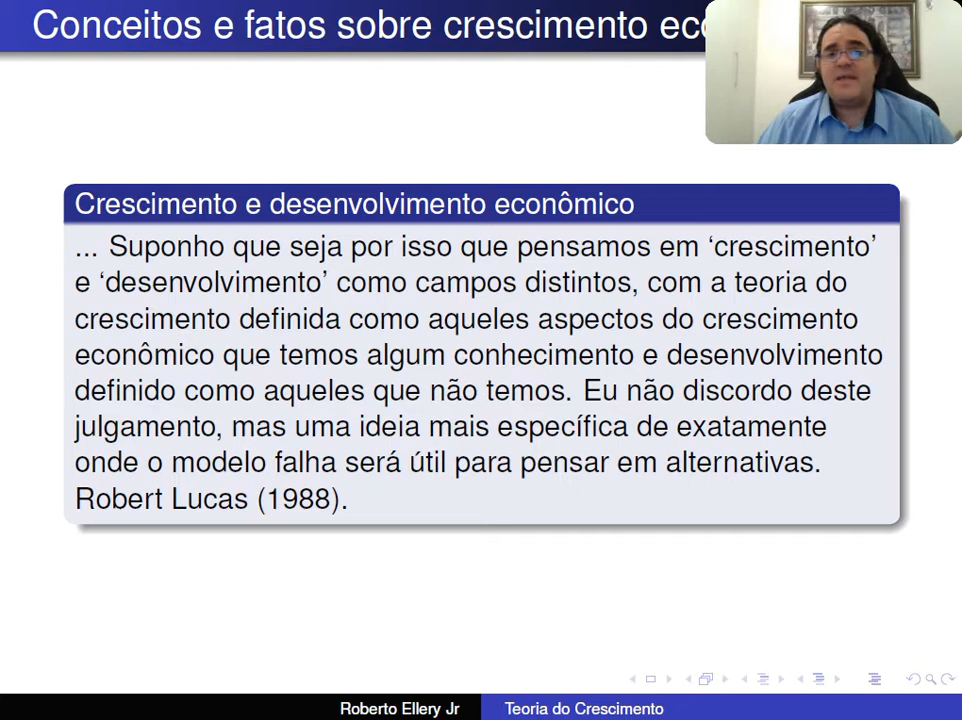 Conceitos e fatos sobre crescimento
Crescimento e desenvolvimento econômico
... Suponho que seja por isso que pensamos em ‘crescimento’
e ‘desenvolvimento’ como campos distintos, com a teoria do
crescimento definida como aqueles aspectos do crescimento
econômico que temos algum conhecimento e desenvolvimento
definido como aqueles que não temos. Eu não discordo deste
julgamento, mas uma ideia mais específica de exatamente
onde o modelo falha será útil para pensar em alternativas.
Robert Lucas (1988).
Roberto Ellery Jr
Teoria do Crescimento